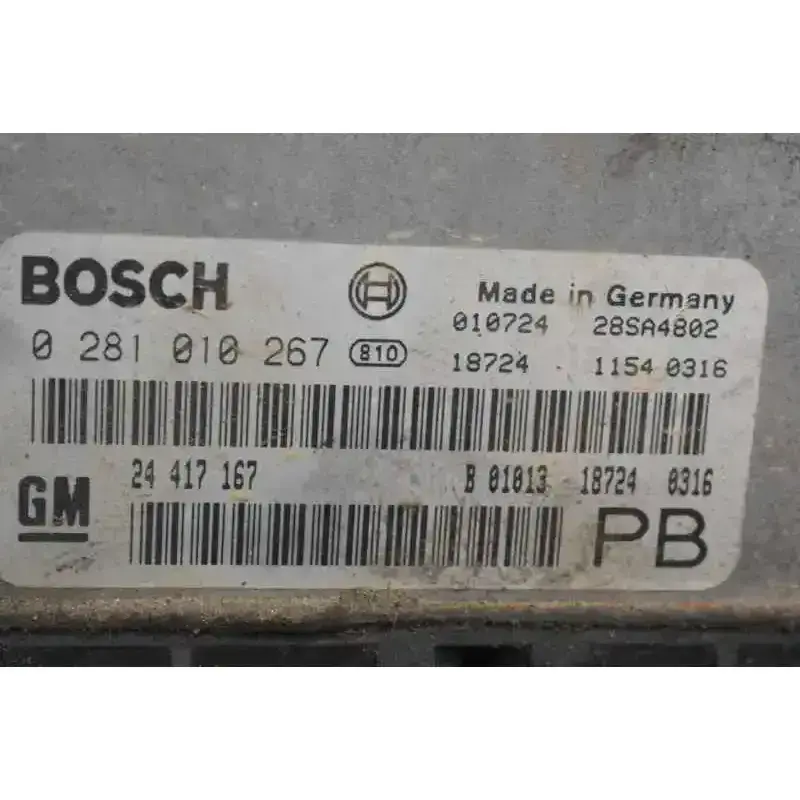 BOSCH Made in Germany
010724 28SA4802
0 281 010 267 810 18724 1154 0316
24 417 167 B 01013 18724 0316
GM PB